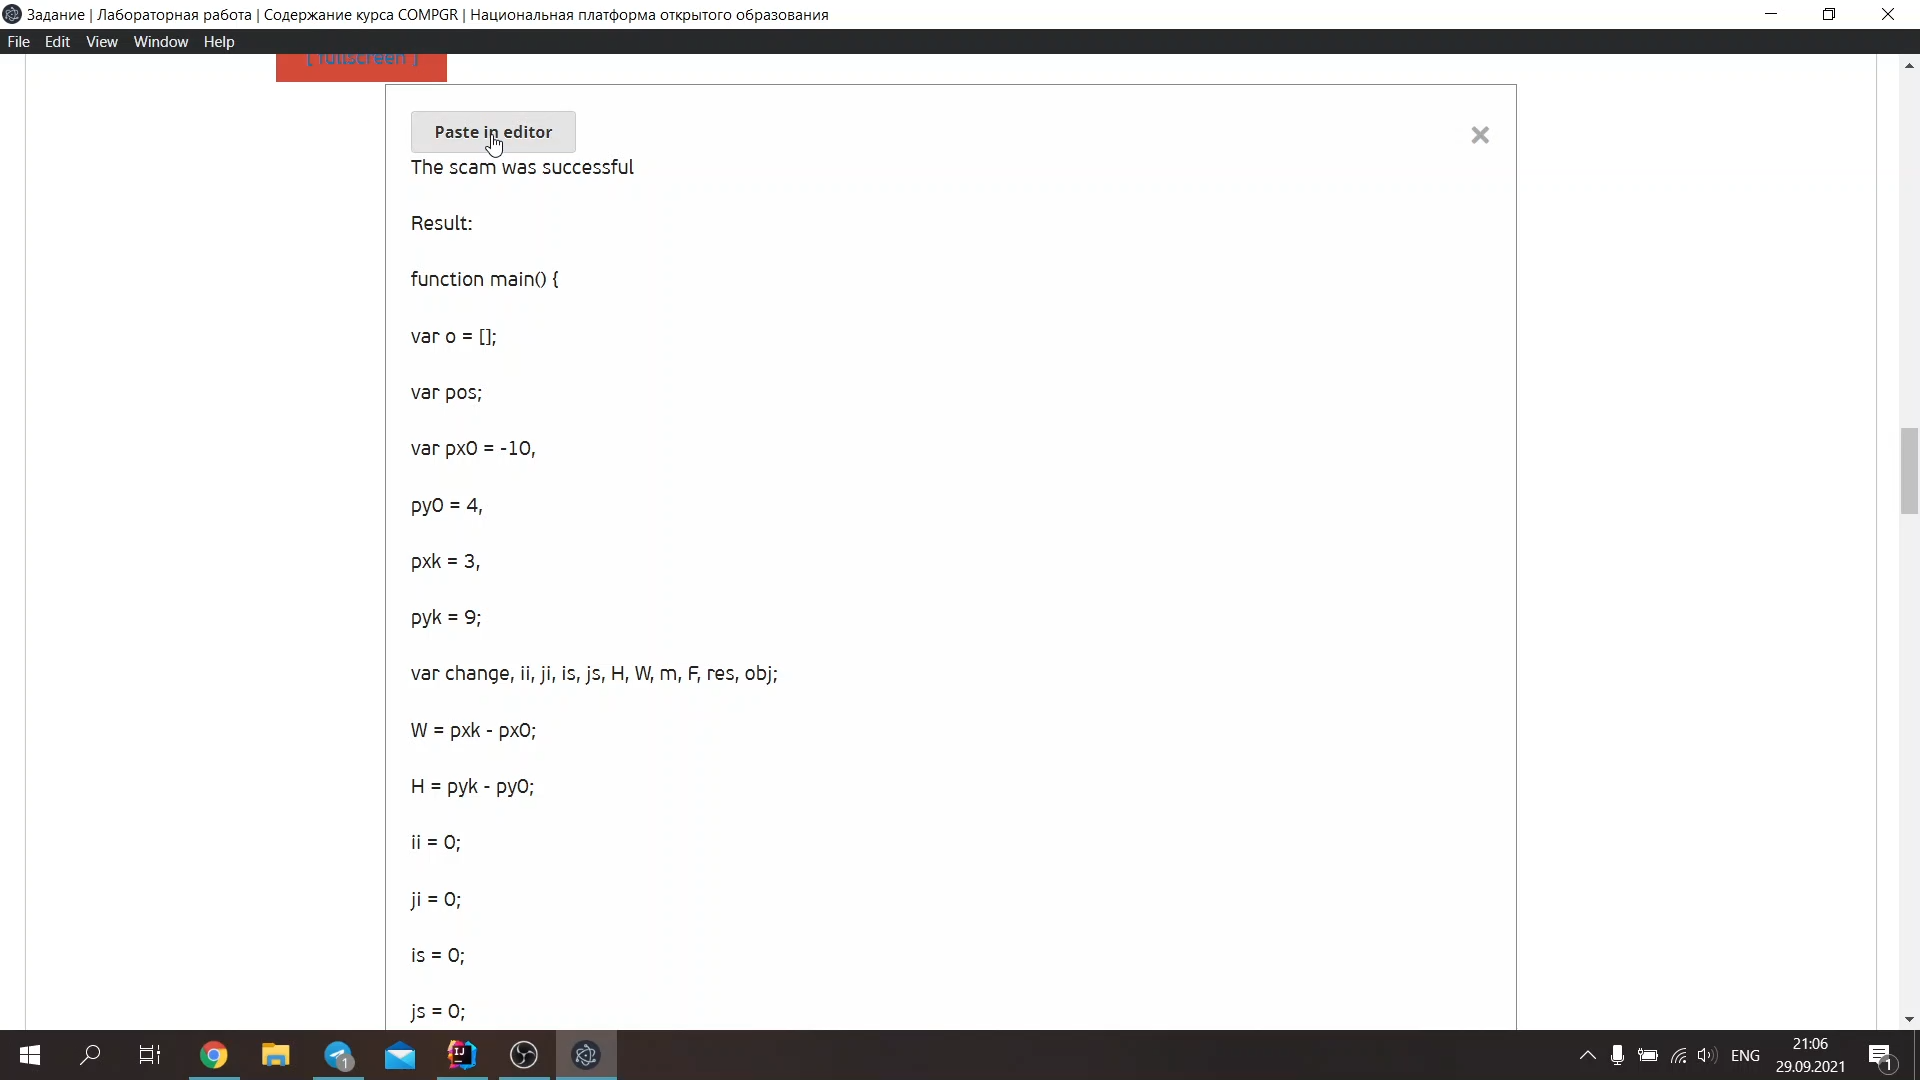 Задание | Лабораторная работа | Содержание курса COMPGR | Национальная платформа открытого образования
File Edit View Window Help
[ fullscreen ]
Paste in editor
The scam was successful
Result:
function main() {
var o = [];
var pos;
var px0 = -10,
py0 = 4,
pxk = 3,
pyk = 9;
var change, ii, ji, is, js, H, W, m, F, res, obj;
W = pxk - px0;
H = pyk - py0;
ii = 0;
ji = 0;
is = 0;
js = 0;
1
IJ
ENG
21:06
29.09.2021
1